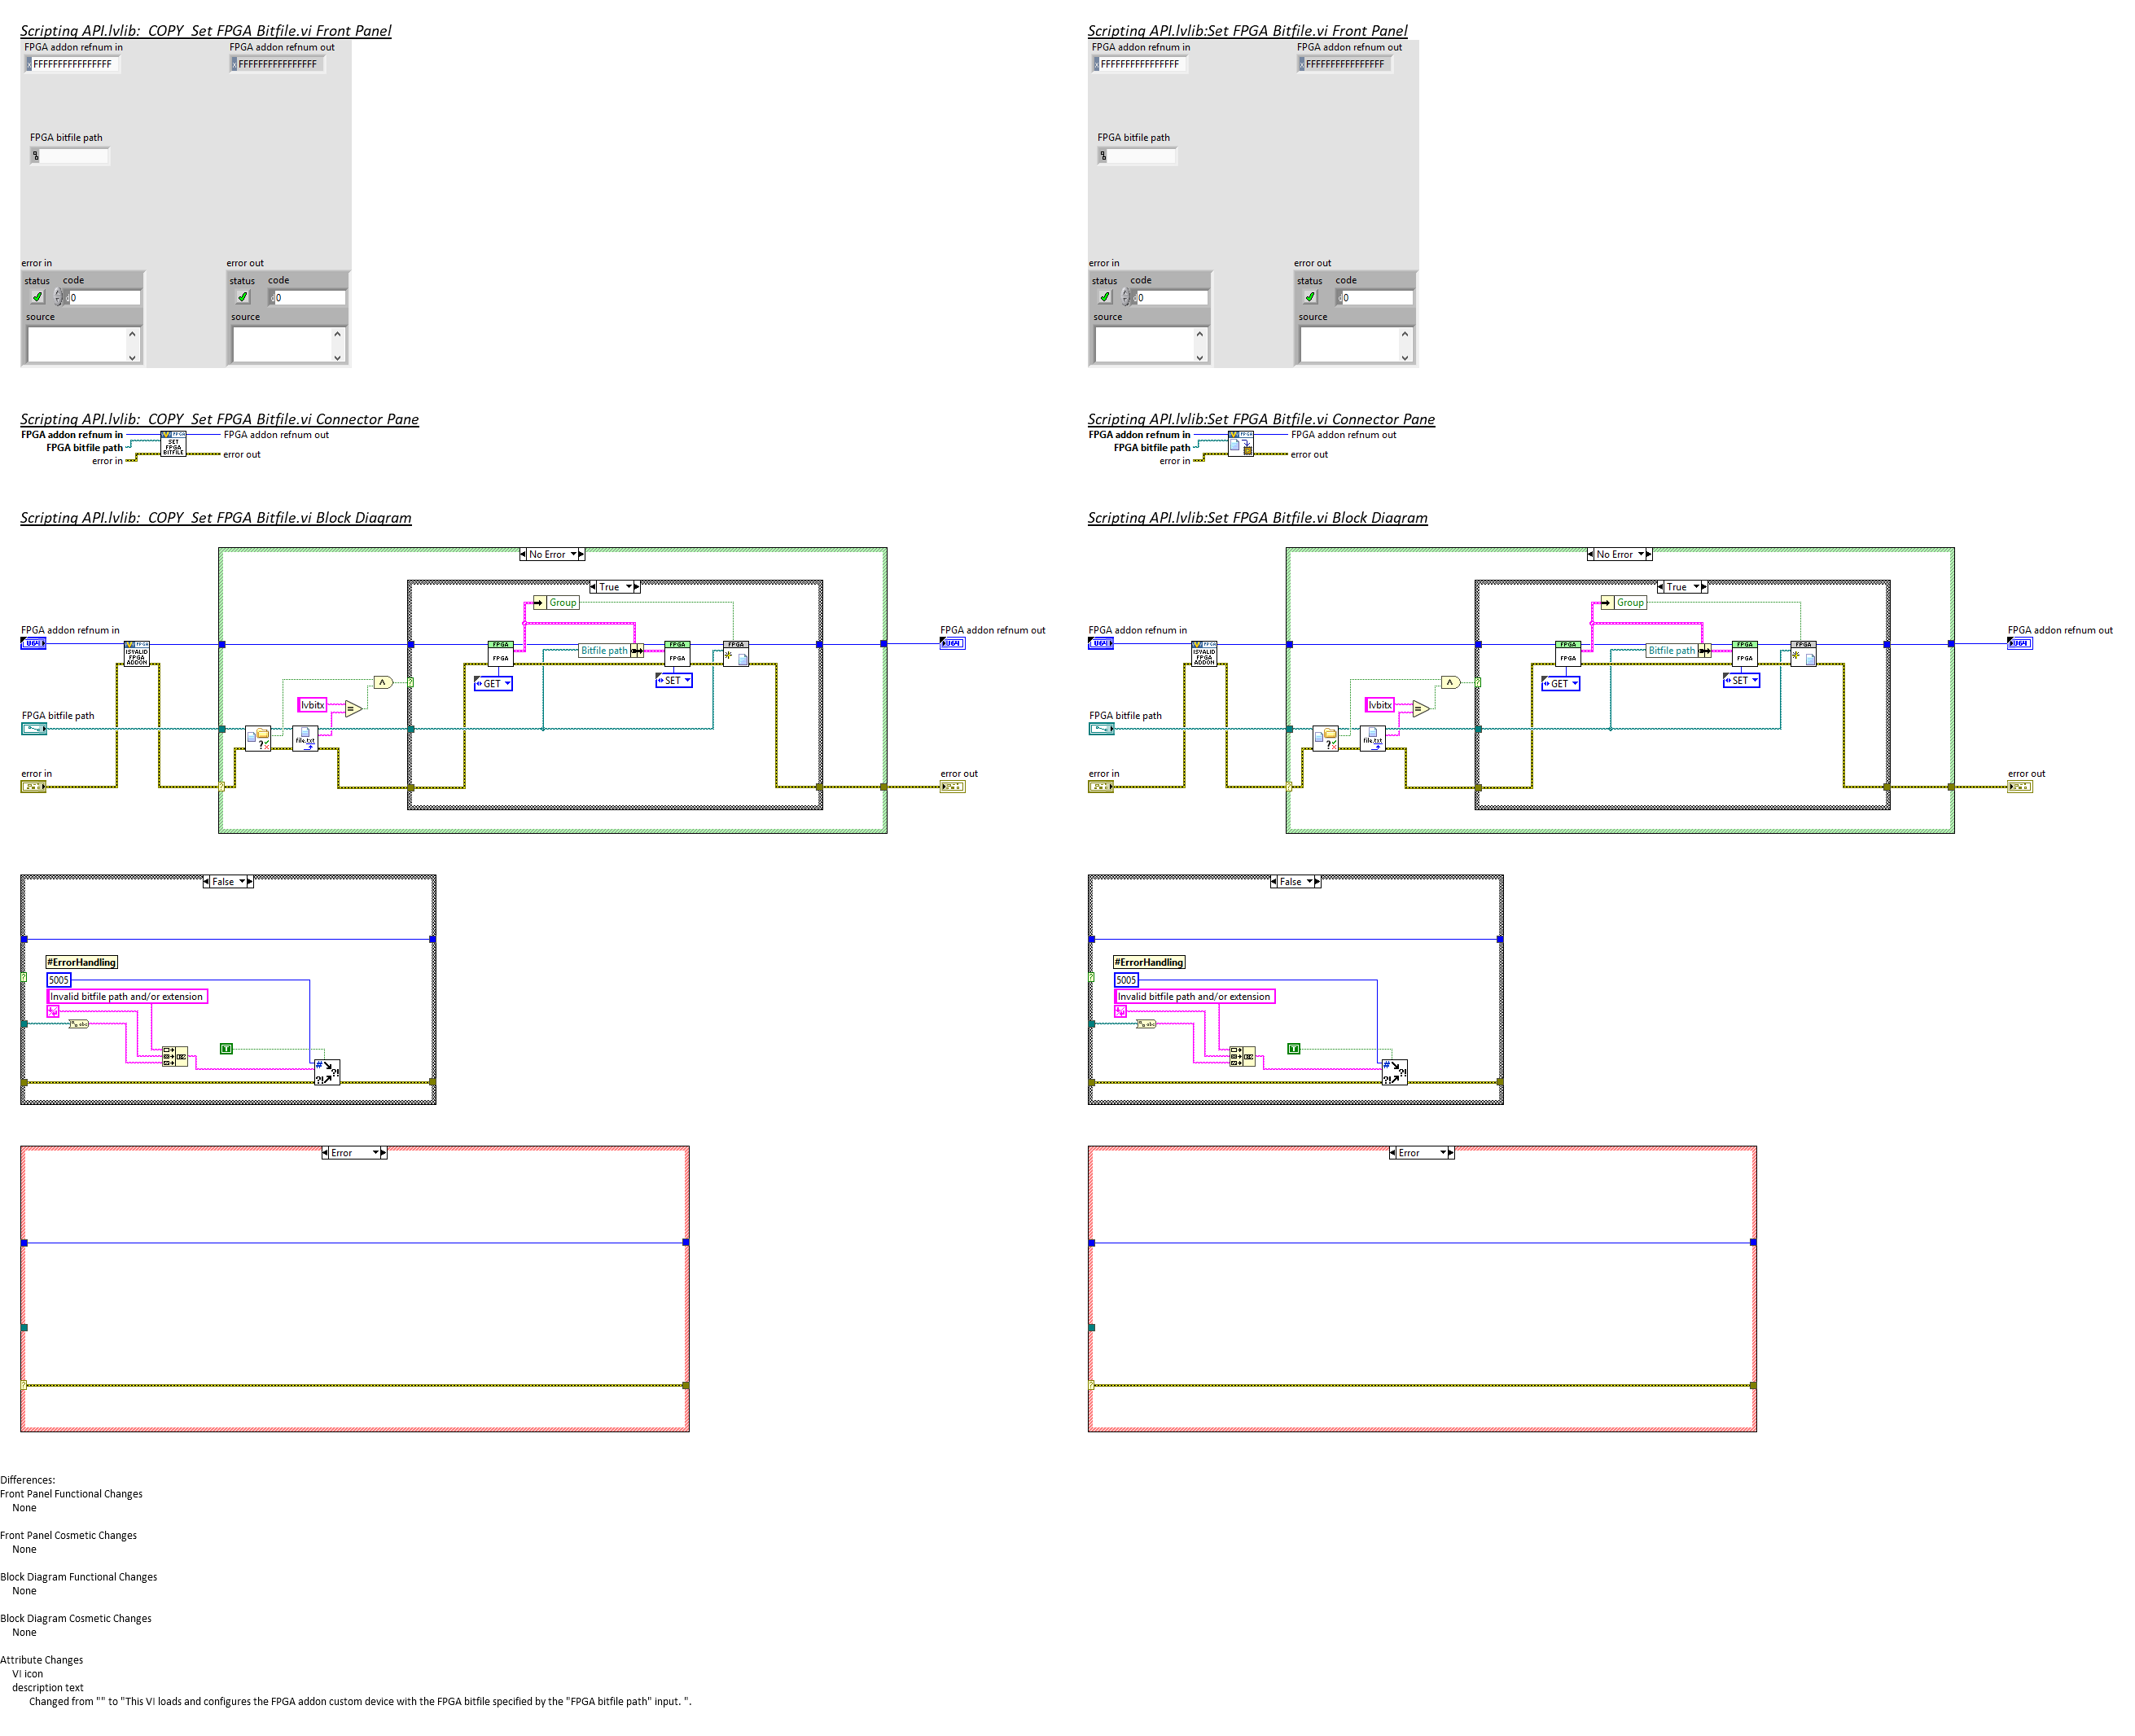 Scripting API.lvlib:_COPY_Set FPGA Bitfile.vi Front Panel
FPGA addon refnum in
FPGA addon refnum out
FFFFFFFFFFFFFFFF
FFFFFFFFFFFFFFFF
FPGA bitfile path
error in
error out
status code
status code
0
0
source
source
Scripting API.lvlib:_COPY_Set FPGA Bitfile.vi Connector Pane
FPGA addon refnum in
FPGA addon refnum out
FPGA bitfile path
SET FPGA BITFILE
error in
error out
Scripting API.lvlib:_COPY_Set FPGA Bitfile.vi Block Diagram
No Error
True
Group
FPGA addon refnum in
FPGA addon refnum out
ISVALID FPGA ADDON
FPGA
FPGA
Bitfile path
FPGA
FPGA
FPGA
GET
SET
lvbitx
=
FPGA bitfile path
file.txt
error in
error out
False
#ErrorHandling
5005
Invalid bitfile path and/or extension
T
Error
Scripting API.lvlib:Set FPGA Bitfile.vi Front Panel
FPGA addon refnum in
FPGA addon refnum out
FFFFFFFFFFFFFFFF
FFFFFFFFFFFFFFFF
FPGA bitfile path
error in
error out
status code
status code
0
0
source
source
Scripting API.lvlib:Set FPGA Bitfile.vi Connector Pane
FPGA addon refnum in
FPGA addon refnum out
FPGA bitfile path
error in
error out
Scripting API.lvlib:Set FPGA Bitfile.vi Block Diagram
No Error
True
Group
FPGA addon refnum in
FPGA addon refnum out
ISVALID FPGA ADDON
FPGA
FPGA
Bitfile path
FPGA
FPGA
FPGA
GET
SET
lvbitx
=
FPGA bitfile path
file.txt
error in
error out
False
#ErrorHandling
5005
Invalid bitfile path and/or extension
T
Error
Differences:
Front Panel Functional Changes
None
Front Panel Cosmetic Changes
None
Block Diagram Functional Changes
None
Block Diagram Cosmetic Changes
None
Attribute Changes
VI icon
description text
Changed from "" to "This VI loads and configures the FPGA addon custom device with the FPGA bitfile specified by the "FPGA bitfile path" input. ".